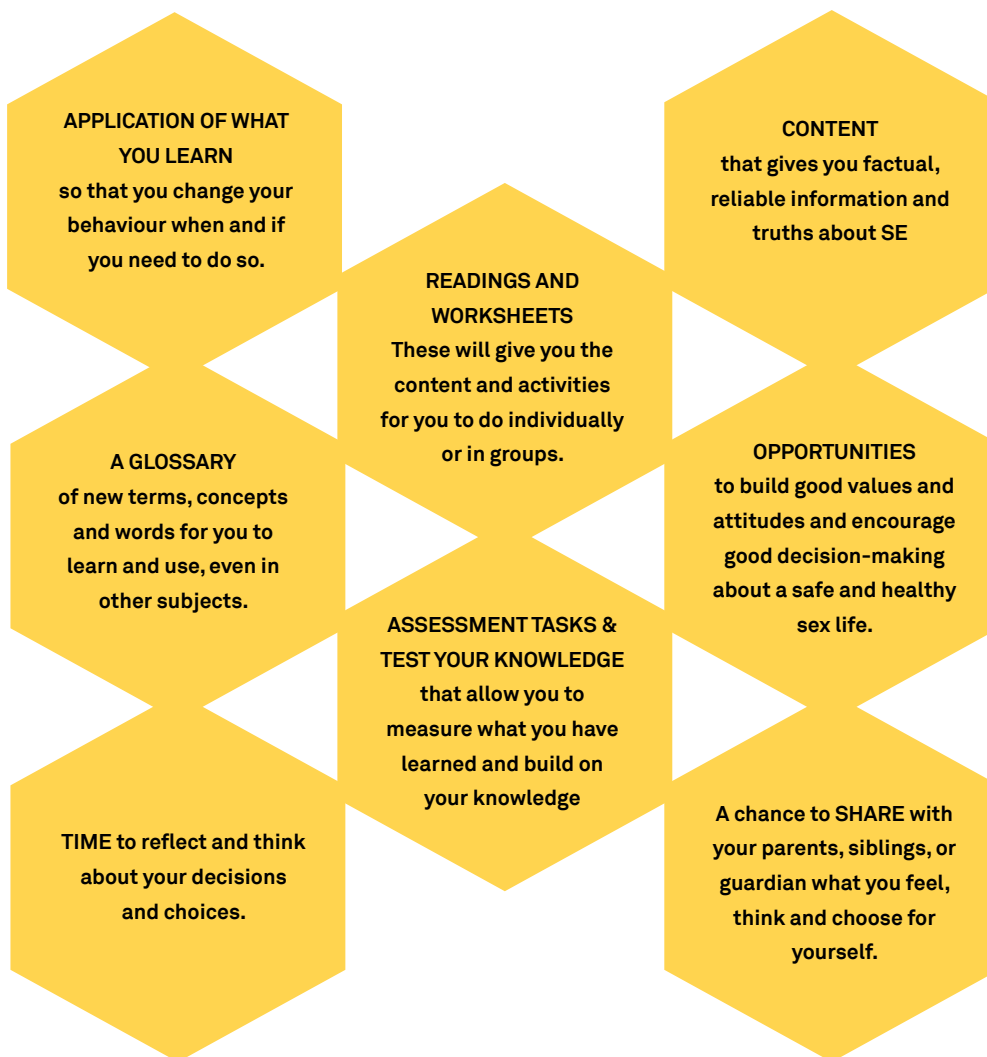 APPLICATION OF WHAT
YOU LEARN
so that you change your
behaviour when and if
you need to do so.
CONTENT
that gives you factual,
reliable information and
truths about SE
READINGS AND
WORKSHEETS
These will give you the
content and activities
for you to do individually
or in groups.
A GLOSSARY
of new terms, concepts
and words for you to
learn and use, even in
other subjects.
OPPORTUNITIES
to build good values and
attitudes and encourage
good decision-making
about a safe and healthy
sex life.
ASSESSMENT TASKS &
TEST YOUR KNOWLEDGE
that allow you to
measure what you have
learned and build on
your knowledge
TIME to reflect and think
about your decisions
and choices.
A chance to SHARE with
your parents, siblings, or
guardian what you feel,
think and choose for
yourself.